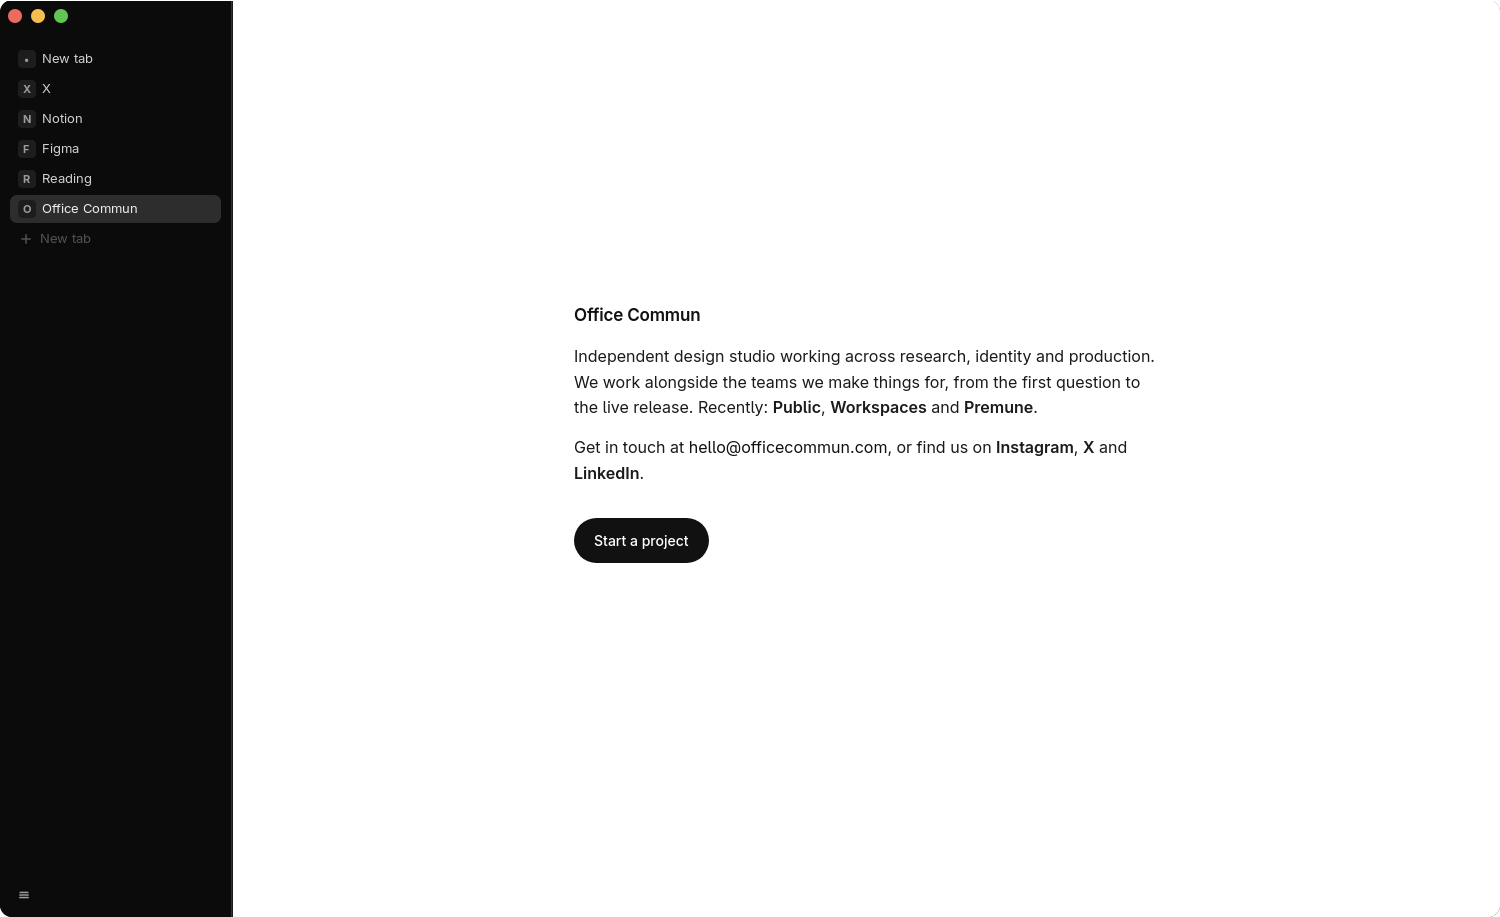 • New tab
X X
N Notion
F Figma
R Reading
O Office Commun
+ New tab
Office Commun
Independent design studio working across research, identity and production.
We work alongside the teams we make things for, from the first question to
the live release. Recently: Public, Workspaces and Premune.
Get in touch at hello@officecommun.com, or find us on Instagram, X and
LinkedIn.
Start a project